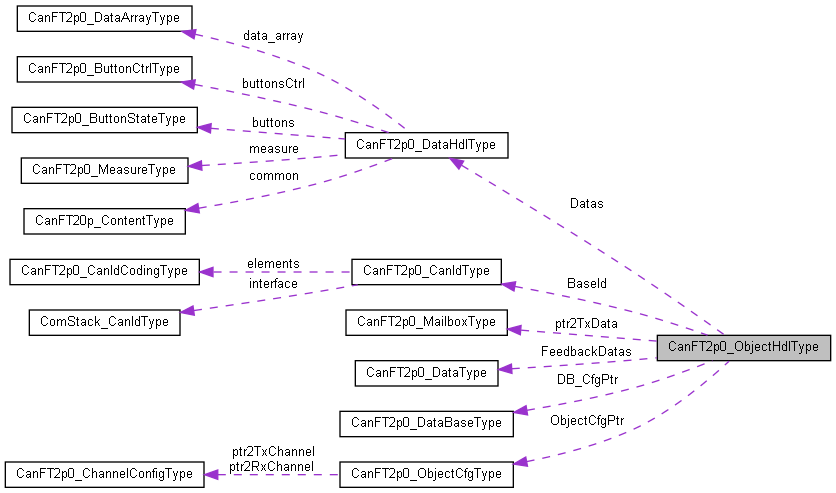 CanFT2p0_DataArrayType
data_array
CanFT2p0_ButtonCtrlType
buttonsCtrl
CanFT2p0_ButtonStateType
buttons
CanFT2p0_DataHdlType
measure
CanFT2p0_MeasureType
common
CanFT20p_ContentType
Datas
CanFT2p0_CanIdCodingType
elements
CanFT2p0_CanIdType
BaseId
interface
ComStack_CanIdType
CanFT2p0_MailboxType
ptr2TxData
CanFT2p0_ObjectHdlType
FeedbackDatas
CanFT2p0_DataType
DB_CfgPtr
CanFT2p0_DataBaseType
ObjectCfgPtr
ptr2TxChannel
ptr2RxChannel
CanFT2p0_ChannelConfigType
CanFT2p0_ObjectCfgType